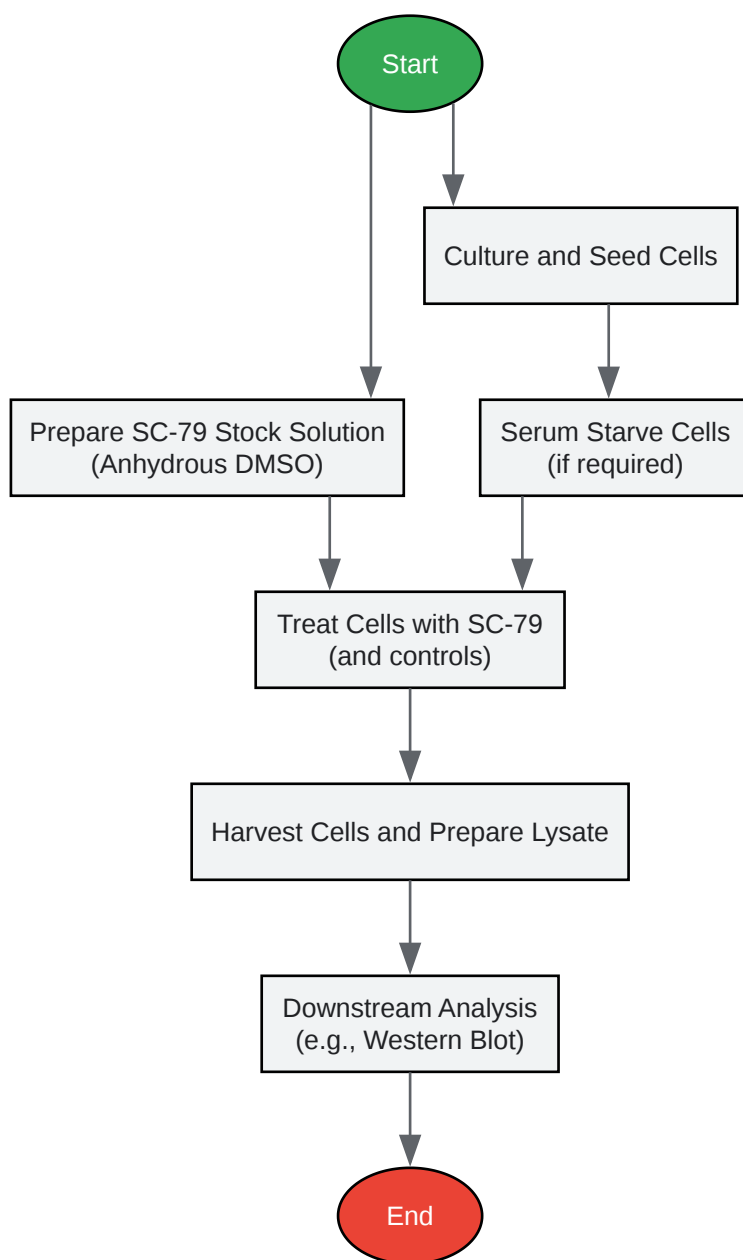 Start
Culture and Seed Cells
Prepare SC-79 Stock Solution
(Anhydrous DMSO)
Serum Starve Cells
(if required)
Treat Cells with SC-79
(and controls)
Harvest Cells and Prepare Lysate
Downstream Analysis
(e.g., Western Blot)
End